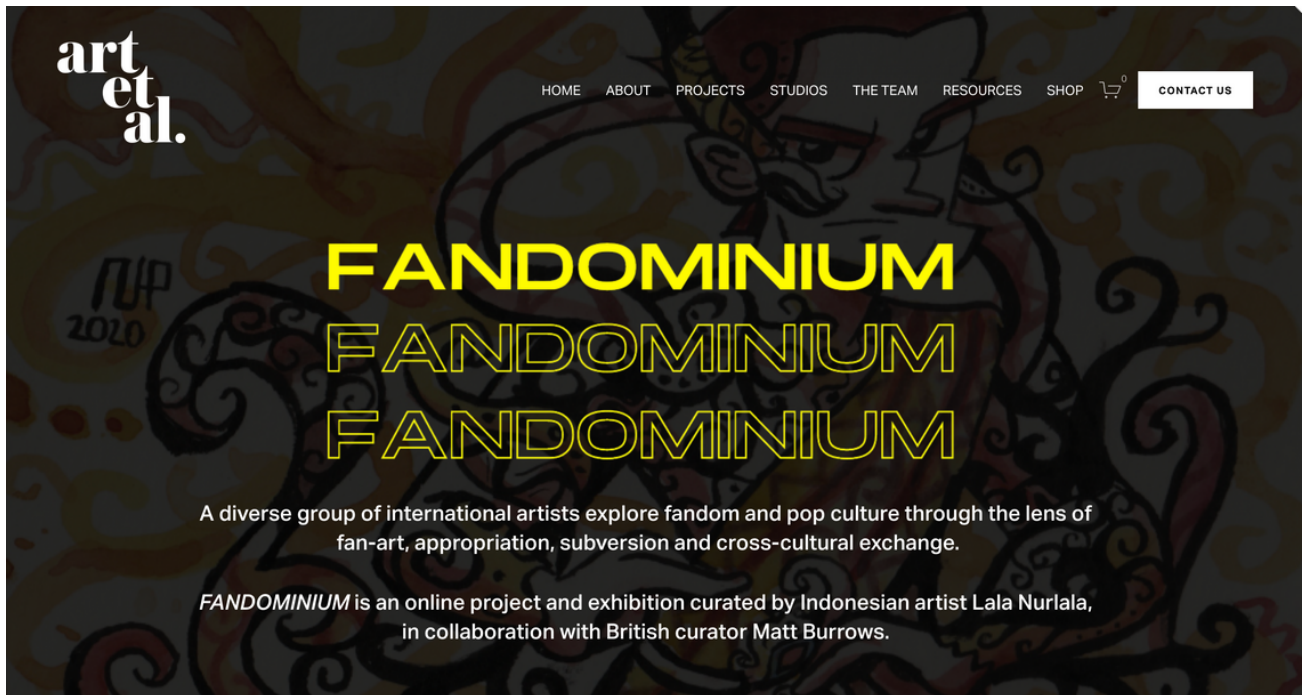 art
et
al.
HOME ABOUT PROJECTS STUDIOS THE TEAM RESOURCES SHOP 0 CONTACT US
FANDOMINIUM
FANDOMINIUM
FANDOMINIUM
2020
A diverse group of international artists explore fandom and pop culture through the lens of
fan-art, appropriation, subversion and cross-cultural exchange.
FANDOMINIUM is an online project and exhibition curated by Indonesian artist Lala Nurlala,
in collaboration with British curator Matt Burrows.